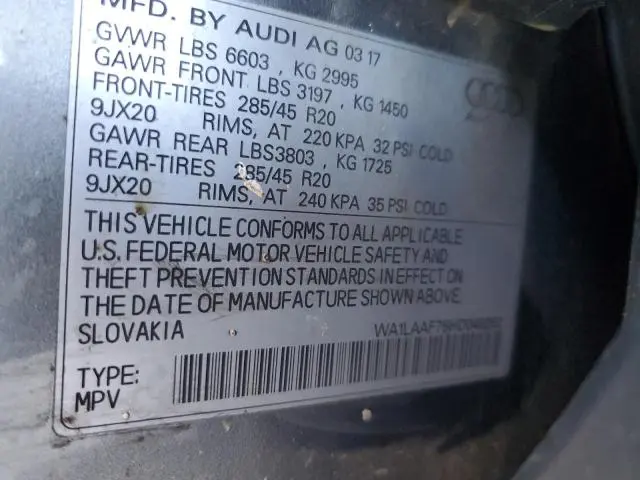 MFD. BY AUDI AG 03 17
GVWR LBS 6603 , KG 2995
GAWR FRONT LBS 3197 , KG 1450
FRONT-TIRES 285/45 R20
9JX20 RIMS, AT 220 KPA 32 PSI COLD
GAWR REAR LBS3803 , KG 1725
REAR-TIRES 285/45 R20
9JX20 RIMS, AT 240 KPA 35 PSI COLD
THIS VEHICLE CONFORMS TO ALL APPLICABLE
U.S. FEDERAL MOTOR VEHICLE SAFETY AND
THEFT PREVENTION STANDARDS IN EFFECT ON
THE DATE OF MANUFACTURE SHOWN ABOVE.
SLOVAKIA
TYPE:
MPV